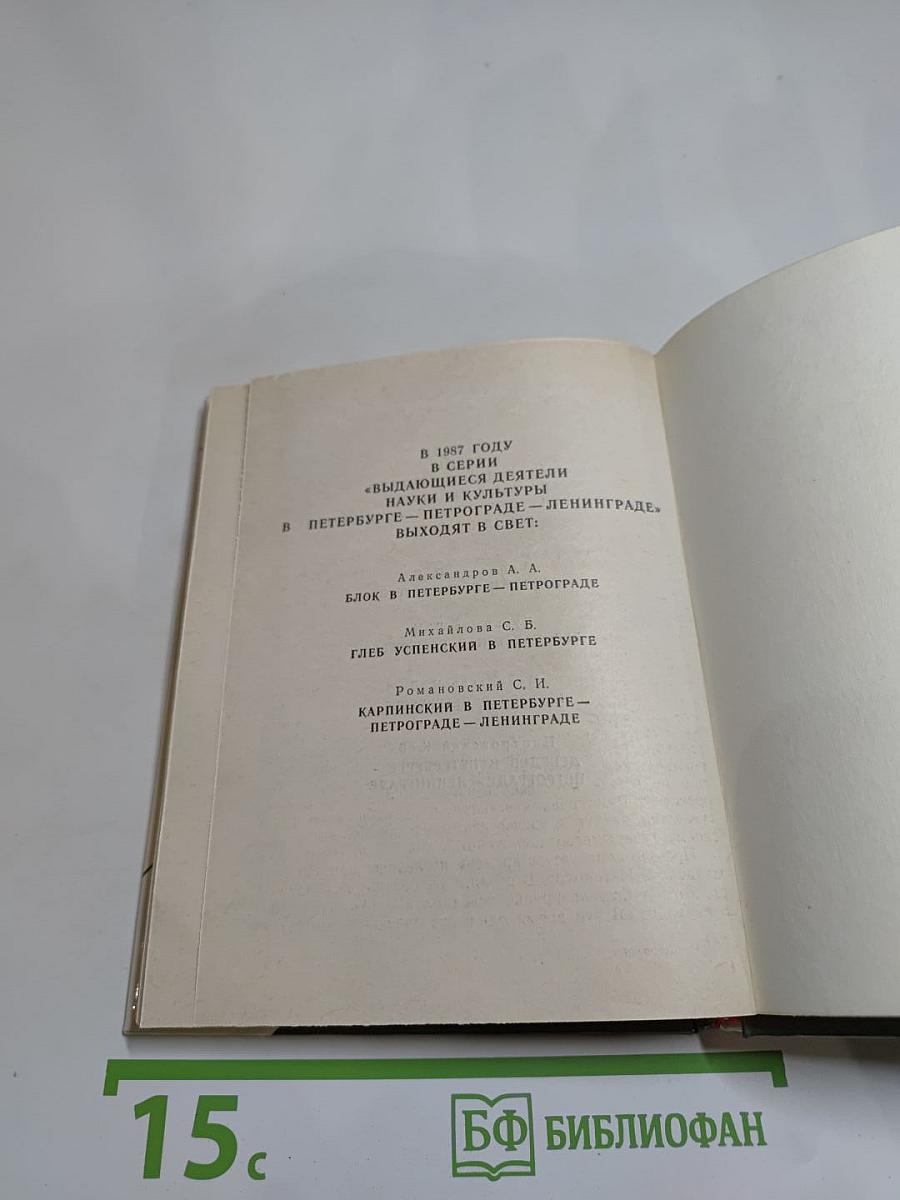 В 1987 ГОДУ
В СЕРИИ
«ВЫДАЮЩИЕСЯ ДЕЯТЕЛИ
НАУКИ И КУЛЬТУРЫ
В ПЕТЕРБУРГЕ — ПЕТРОГРАДЕ — ЛЕНИНГРАДЕ»
ВЫХОДЯТ В СВЕТ:
Александров А. А.
БЛОК В ПЕТЕРБУРГЕ — ПЕТРОГРАДЕ
Михайлова С. Б.
ГЛЕБ УСПЕНСКИЙ В ПЕТЕРБУРГЕ
Романовский С. И.
КАРПИНСКИЙ В ПЕТЕРБУРГЕ —
ПЕТРОГРАДЕ — ЛЕНИНГРАДЕ
15 с
БФ БИБЛИОФАН